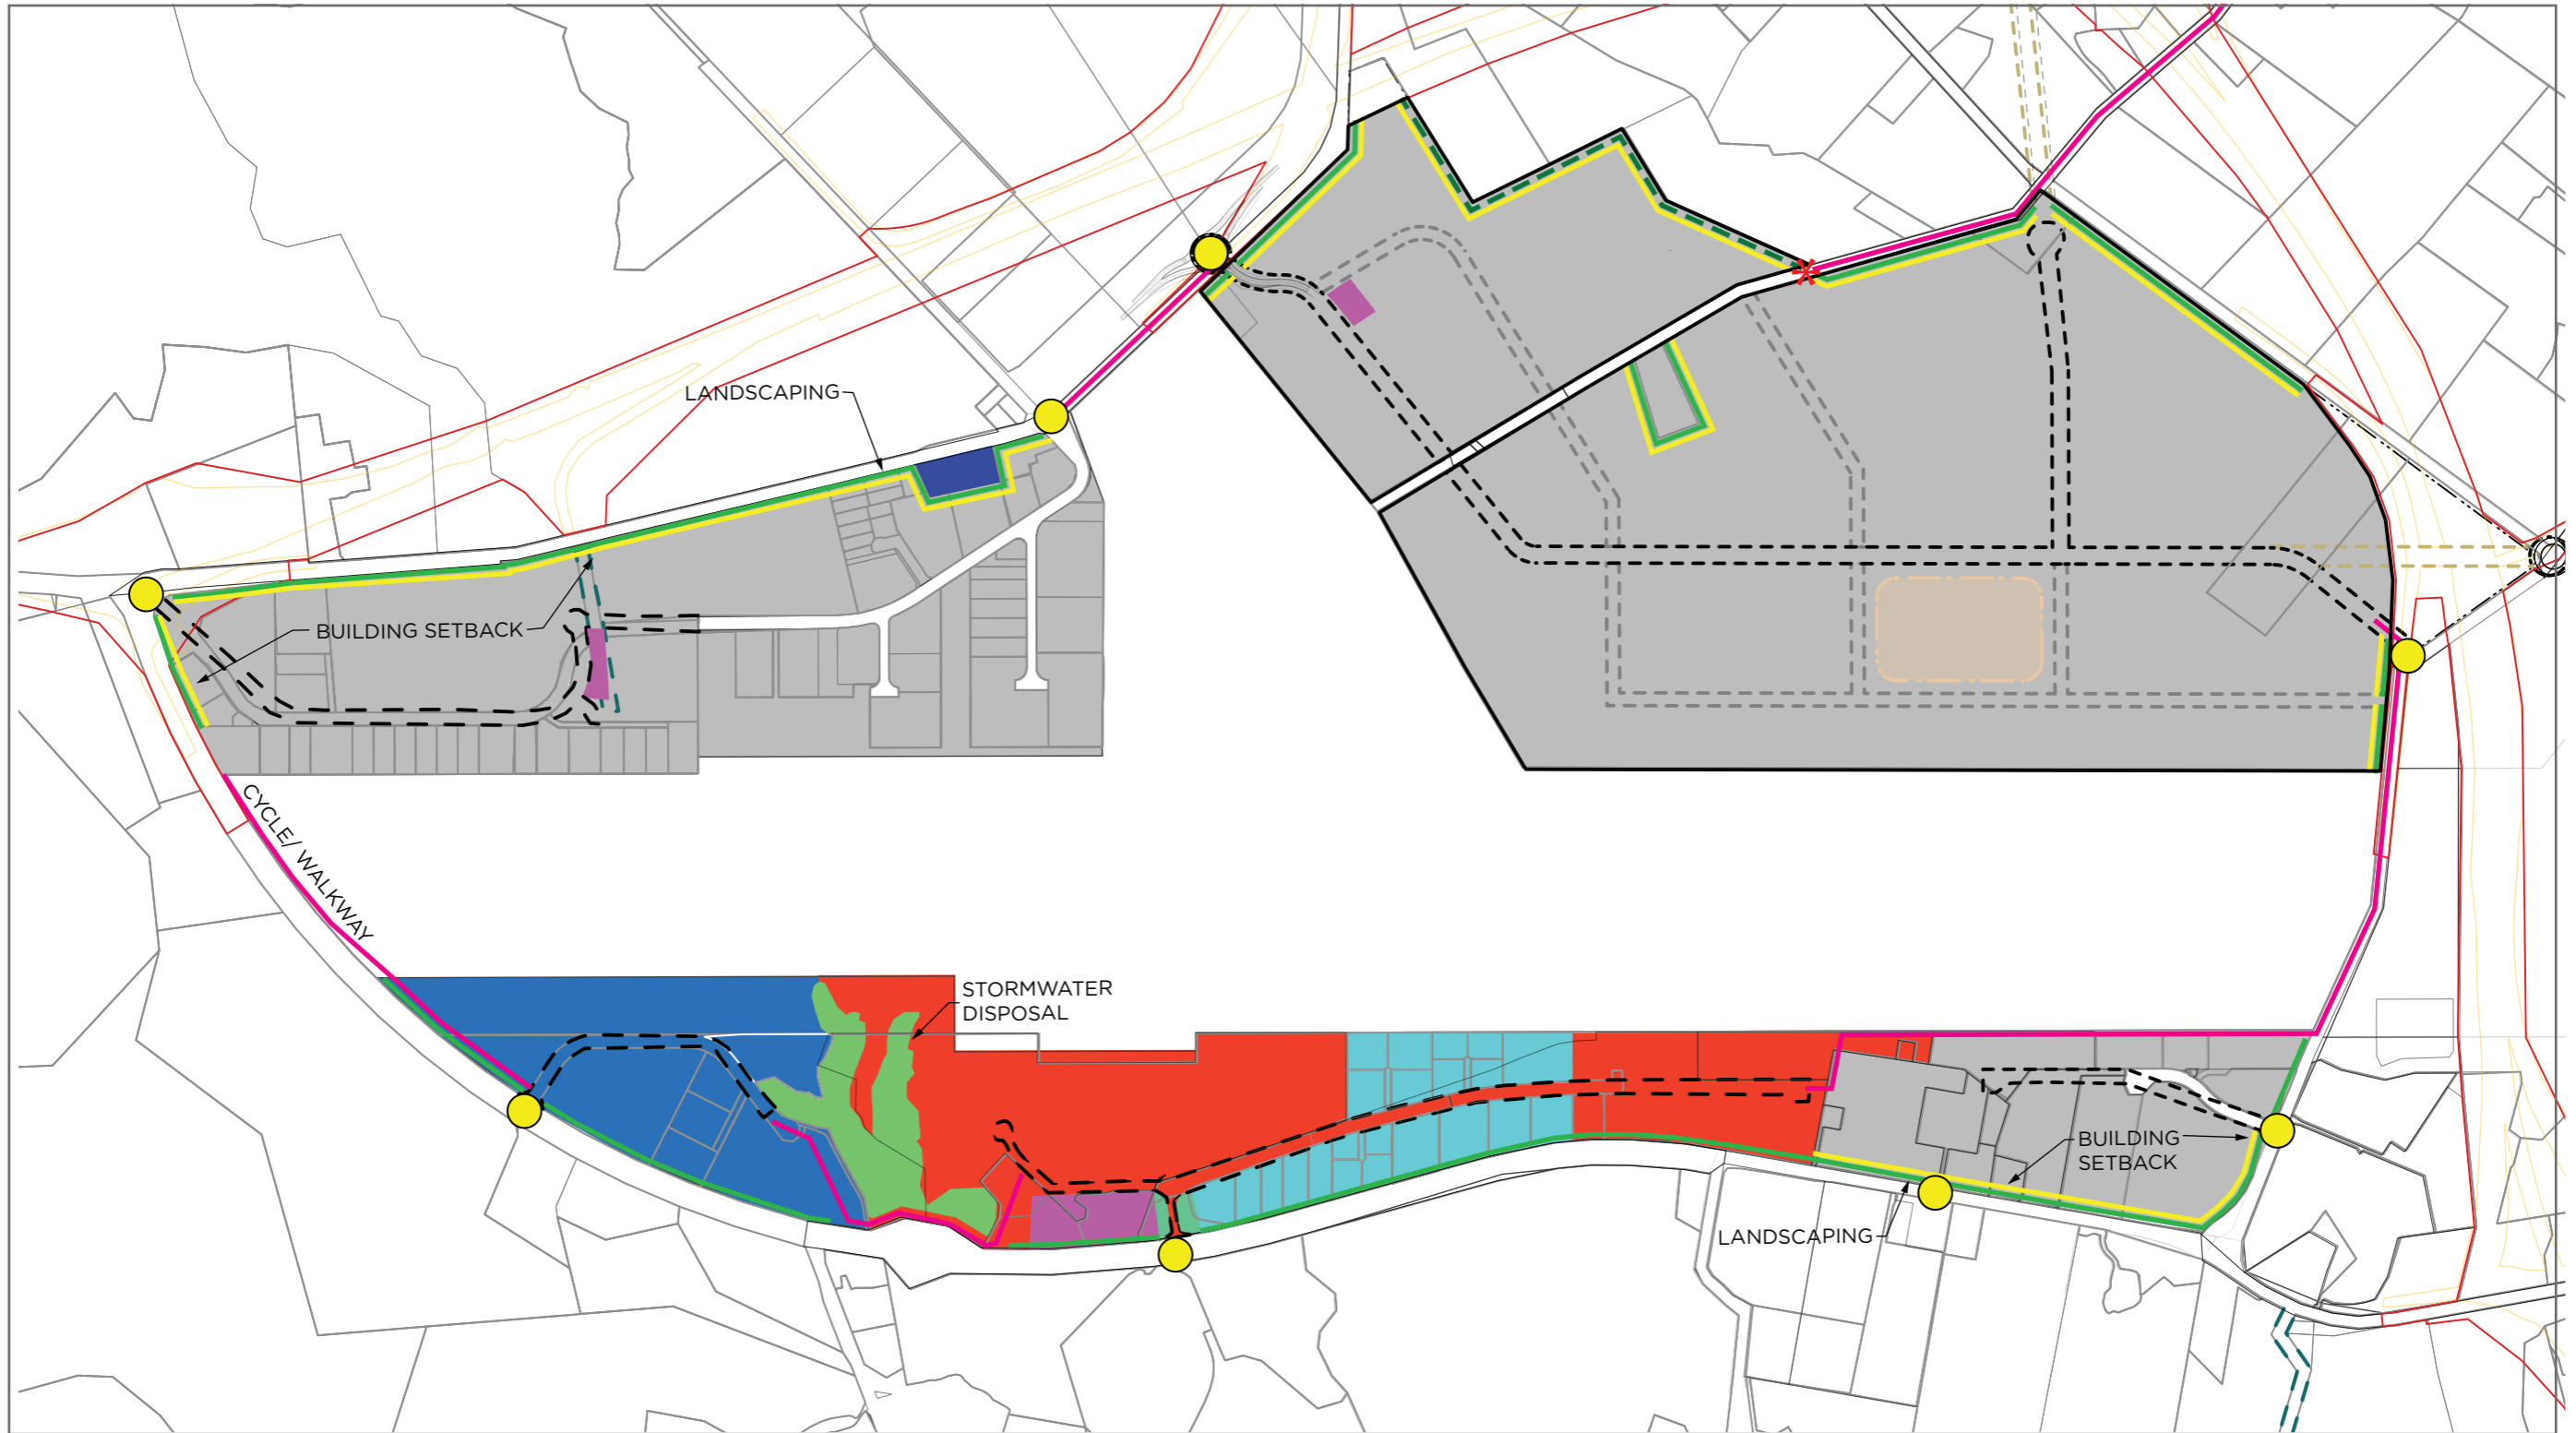 LANDSCAPING
BUILDING SETBACK
CYCLE/ WALKWAY
STORMWATER
DISPOSAL
BUILDING
SETBACK
LANDSCAPING